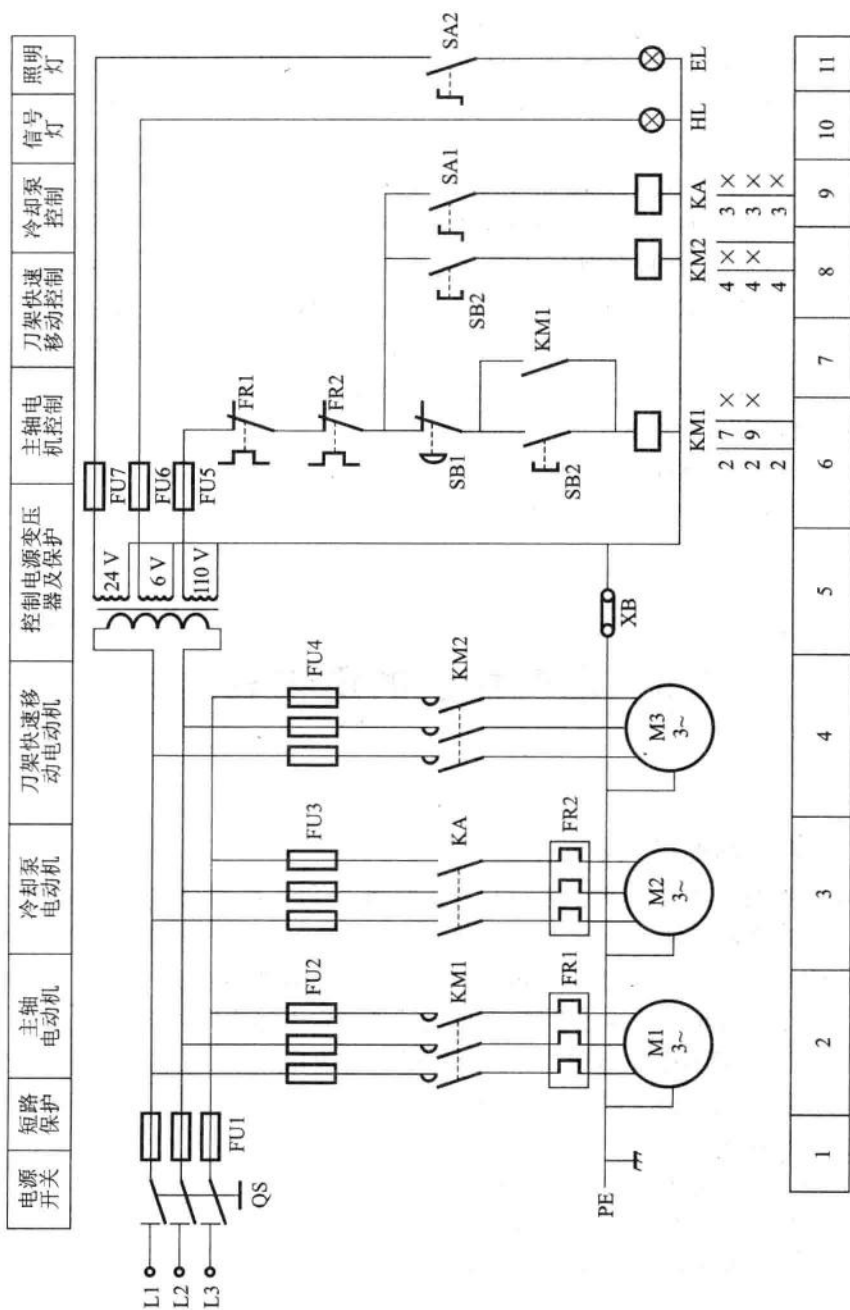 电源
开关
短路
保护
主轴
电动机
冷却泵
电动机
刀架快速移
动电动机
控制电源变压
器及保护
主轴电
机控制
刀架快速
移动控制
冷却泵
控制
信号
灯
照明
灯
L1
L2
L3
QS
FU1
FU2
FU3
FU4
24 V
6 V
110 V
FU7
FU6
FU5
FR1
FR2
SB1
SB2
KM1
SB2
SA1
SA2
KM1
KA
KM2
FR1
FR2
M1
3~
M2
3~
M3
3~
PE
XB
KM1
2 7 ×
2 9 ×
2
KM2
4 ×
4 ×
4
KA
3 ×
3 ×
3 ×
HL
EL
1
2
3
4
5
6
7
8
9
10
11